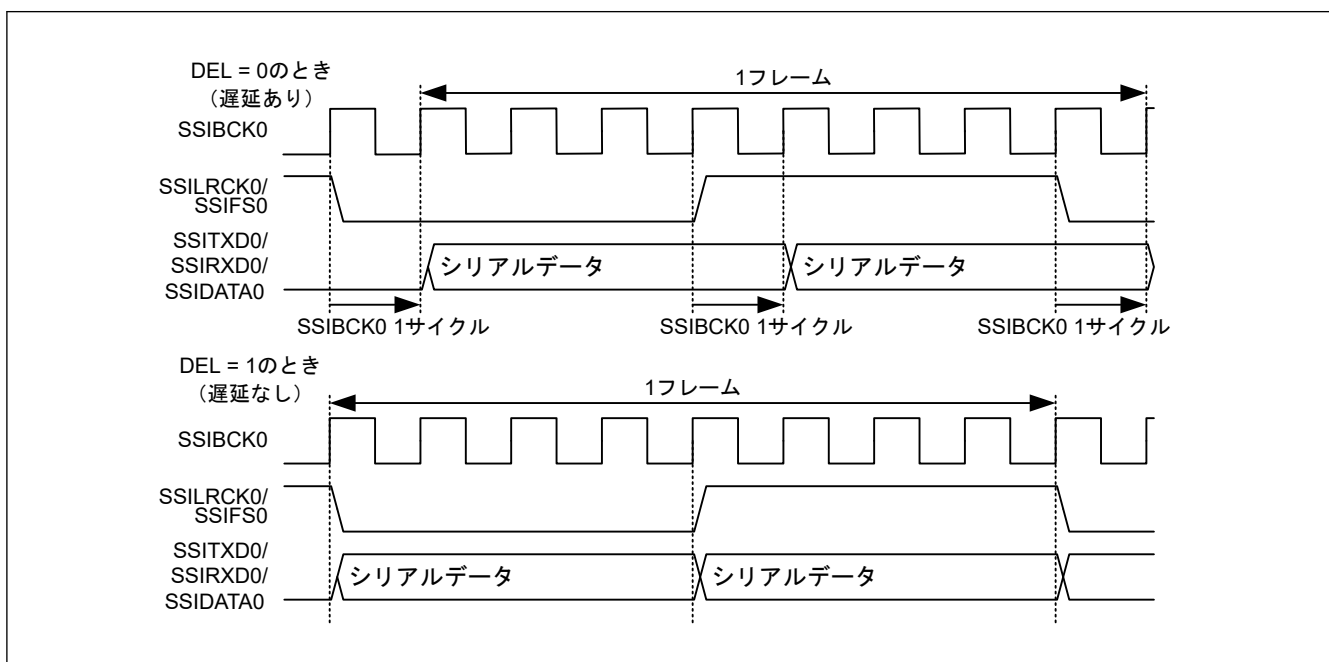 DEL = 0のとき
（遅延あり）
1フレーム
SSIBCK0
SSILRCK0/
SSIFS0
SSITXD0/
SSIRXD0/
SSIDATA0
シリアルデータ
シリアルデータ
SSIBCK0 1サイクル
SSIBCK0 1サイクル
SSIBCK0 1サイクル
DEL = 1のとき
（遅延なし）
1フレーム
SSIBCK0
SSILRCK0/
SSIFS0
SSITXD0/
SSIRXD0/
SSIDATA0
シリアルデータ
シリアルデータ